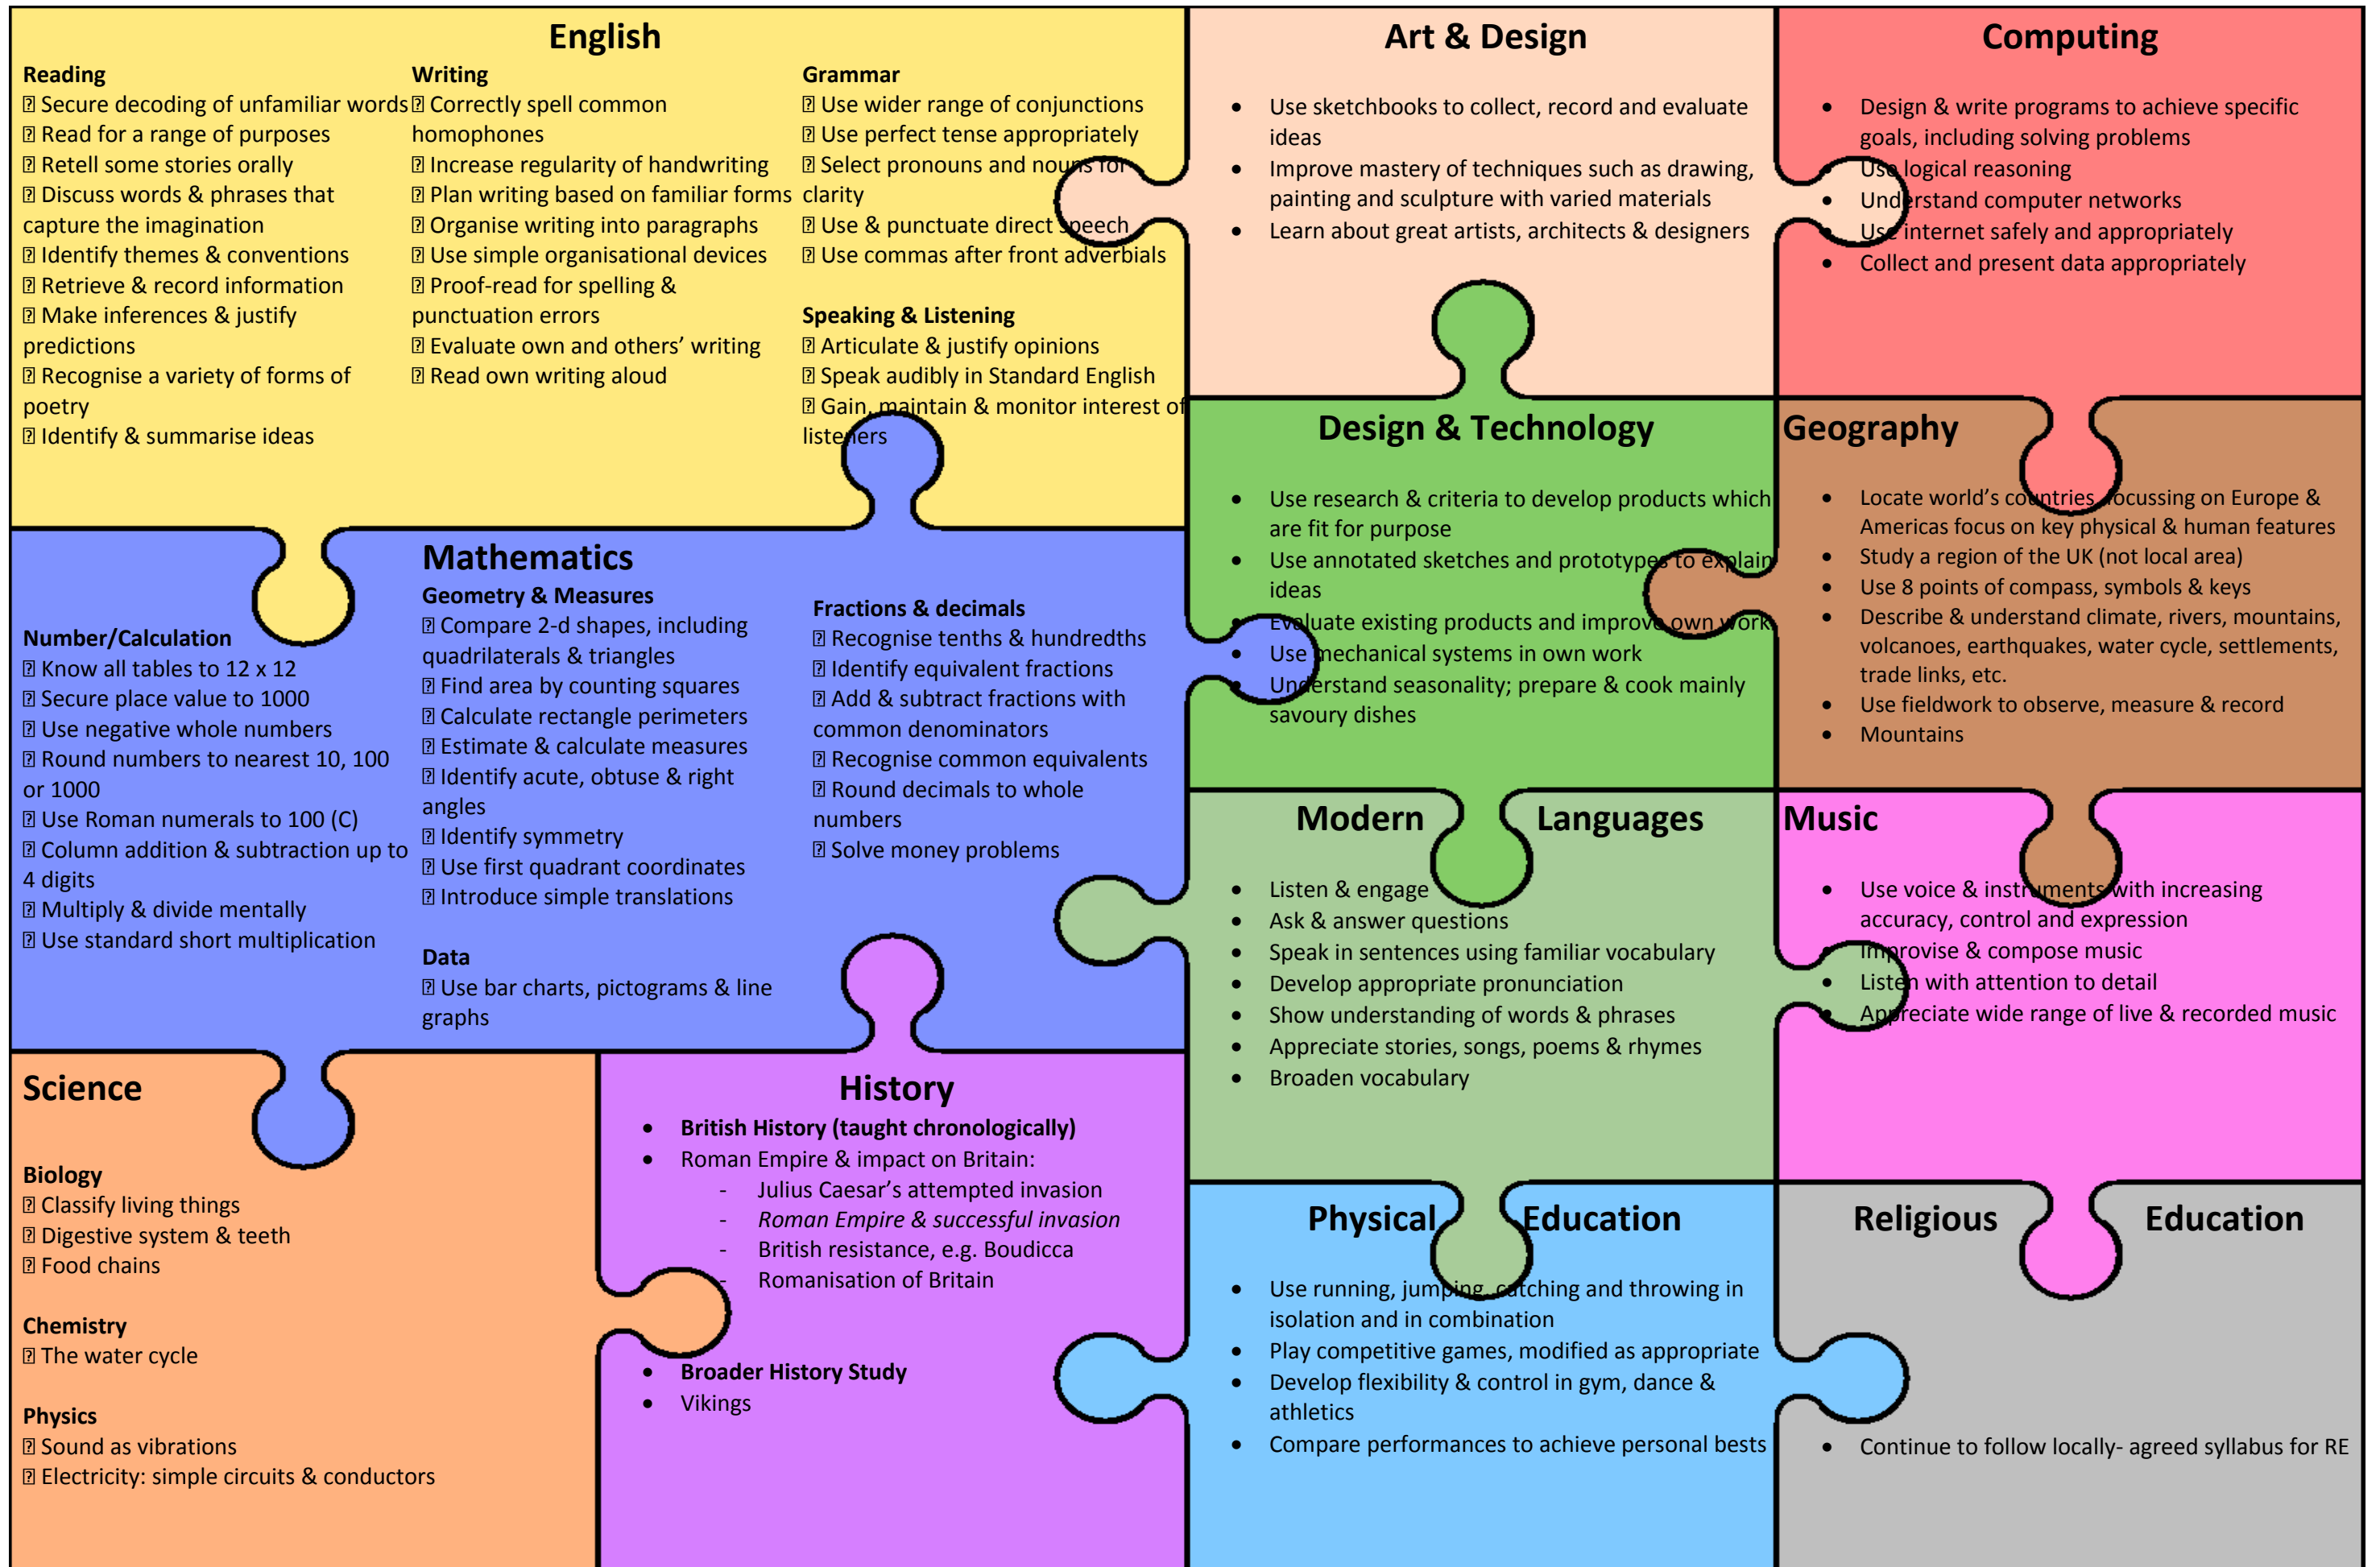 English
Reading
⍰ Secure decoding of unfamiliar words
⍰ Read for a range of purposes
⍰ Retell some stories orally
⍰ Discuss words & phrases that
capture the imagination
⍰ Identify themes & conventions
⍰ Retrieve & record information
⍰ Make inferences & justify
predictions
⍰ Recognise a variety of forms of
poetry
⍰ Identify & summarise ideas
Writing
⍰ Correctly spell common
homophones
⍰ Increase regularity of handwriting
⍰ Plan writing based on familiar forms
⍰ Organise writing into paragraphs
⍰ Use simple organisational devices
⍰ Proof-read for spelling &
punctuation errors
⍰ Evaluate own and others’ writing
⍰ Read own writing aloud
Grammar
⍰ Use wider range of conjunctions
⍰ Use perfect tense appropriately
⍰ Select pronouns and nouns for
clarity
⍰ Use & punctuate direct speech
⍰ Use commas after front adverbials
Speaking & Listening
⍰ Articulate & justify opinions
⍰ Speak audibly in Standard English
⍰ Gain, maintain & monitor interest of
listeners
Art & Design
• Use sketchbooks to collect, record and evaluate
ideas
• Improve mastery of techniques such as drawing,
painting and sculpture with varied materials
• Learn about great artists, architects & designers
Computing
• Design & write programs to achieve specific
goals, including solving problems
• Use logical reasoning
• Understand computer networks
• Use internet safely and appropriately
• Collect and present data appropriately
Mathematics
Number/Calculation
⍰ Know all tables to 12 x 12
⍰ Secure place value to 1000
⍰ Use negative whole numbers
⍰ Round numbers to nearest 10, 100
or 1000
⍰ Use Roman numerals to 100 (C)
⍰ Column addition & subtraction up to
4 digits
⍰ Multiply & divide mentally
⍰ Use standard short multiplication
Geometry & Measures
⍰ Compare 2-d shapes, including
quadrilaterals & triangles
⍰ Find area by counting squares
⍰ Calculate rectangle perimeters
⍰ Estimate & calculate measures
⍰ Identify acute, obtuse & right
angles
⍰ Identify symmetry
⍰ Use first quadrant coordinates
⍰ Introduce simple translations
Data
⍰ Use bar charts, pictograms & line
graphs
Fractions & decimals
⍰ Recognise tenths & hundredths
⍰ Identify equivalent fractions
⍰ Add & subtract fractions with
common denominators
⍰ Recognise common equivalents
⍰ Round decimals to whole
numbers
⍰ Solve money problems
Design & Technology
• Use research & criteria to develop products which
are fit for purpose
• Use annotated sketches and prototypes to explain
ideas
• Evaluate existing products and improve own work
• Use mechanical systems in own work
• Understand seasonality; prepare & cook mainly
savoury dishes
Geography
• Locate world’s countries, focussing on Europe &
Americas focus on key physical & human features
• Study a region of the UK (not local area)
• Use 8 points of compass, symbols & keys
• Describe & understand climate, rivers, mountains,
volcanoes, earthquakes, water cycle, settlements,
trade links, etc.
• Use fieldwork to observe, measure & record
• Mountains
Modern Languages
• Listen & engage
• Ask & answer questions
• Speak in sentences using familiar vocabulary
• Develop appropriate pronunciation
• Show understanding of words & phrases
• Appreciate stories, songs, poems & rhymes
• Broaden vocabulary
Music
• Use voice & instruments with increasing
accuracy, control and expression
• Improvise & compose music
• Listen with attention to detail
• Appreciate wide range of live & recorded music
Science
Biology
⍰ Classify living things
⍰ Digestive system & teeth
⍰ Food chains
Chemistry
⍰ The water cycle
Physics
⍰ Sound as vibrations
⍰ Electricity: simple circuits & conductors
History
• British History (taught chronologically)
• Roman Empire & impact on Britain:
- Julius Caesar’s attempted invasion
- Roman Empire & successful invasion
- British resistance, e.g. Boudicca
- Romanisation of Britain
• Broader History Study
• Vikings
Physical Education
• Use running, jumping, catching and throwing in
isolation and in combination
• Play competitive games, modified as appropriate
• Develop flexibility & control in gym, dance &
athletics
• Compare performances to achieve personal bests
Religious Education
• Continue to follow locally- agreed syllabus for RE